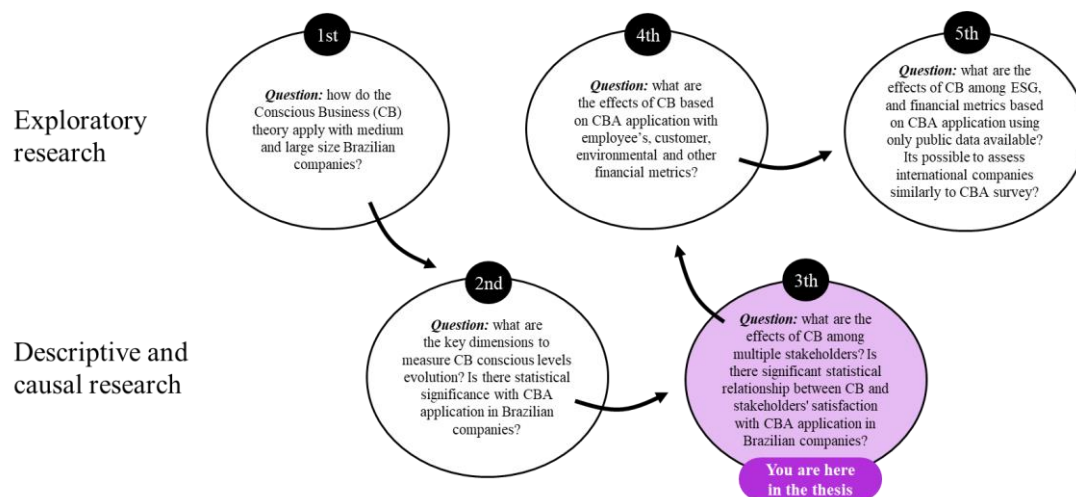 Exploratory
research
1st
Question: how do the
Conscious Business (CB)
theory apply with medium
and large size Brazilian
companies?
4th
Question: what are
the effects of CB based
on CBA application with
employee's, customer,
environmental and other
financial metrics?
5th
Question: what are the
effects of CB among ESG,
and financial metrics based
on CBA application using
only public data available?
Its possible to assess
international companies
similarly to CBA survey?
Descriptive and
causal research
2nd
Question: what are
the key dimensions to
measure CB conscious levels
evolution? Is there statistical
significance with CBA
application in Brazilian
companies?
3th
Question: what are the
effects of CB among
multiple stakeholders? Is
there significant statistical
relationship between CB and
stakeholders' satisfaction
with CBA application in
Brazilian companies?
You are here
in the thesis